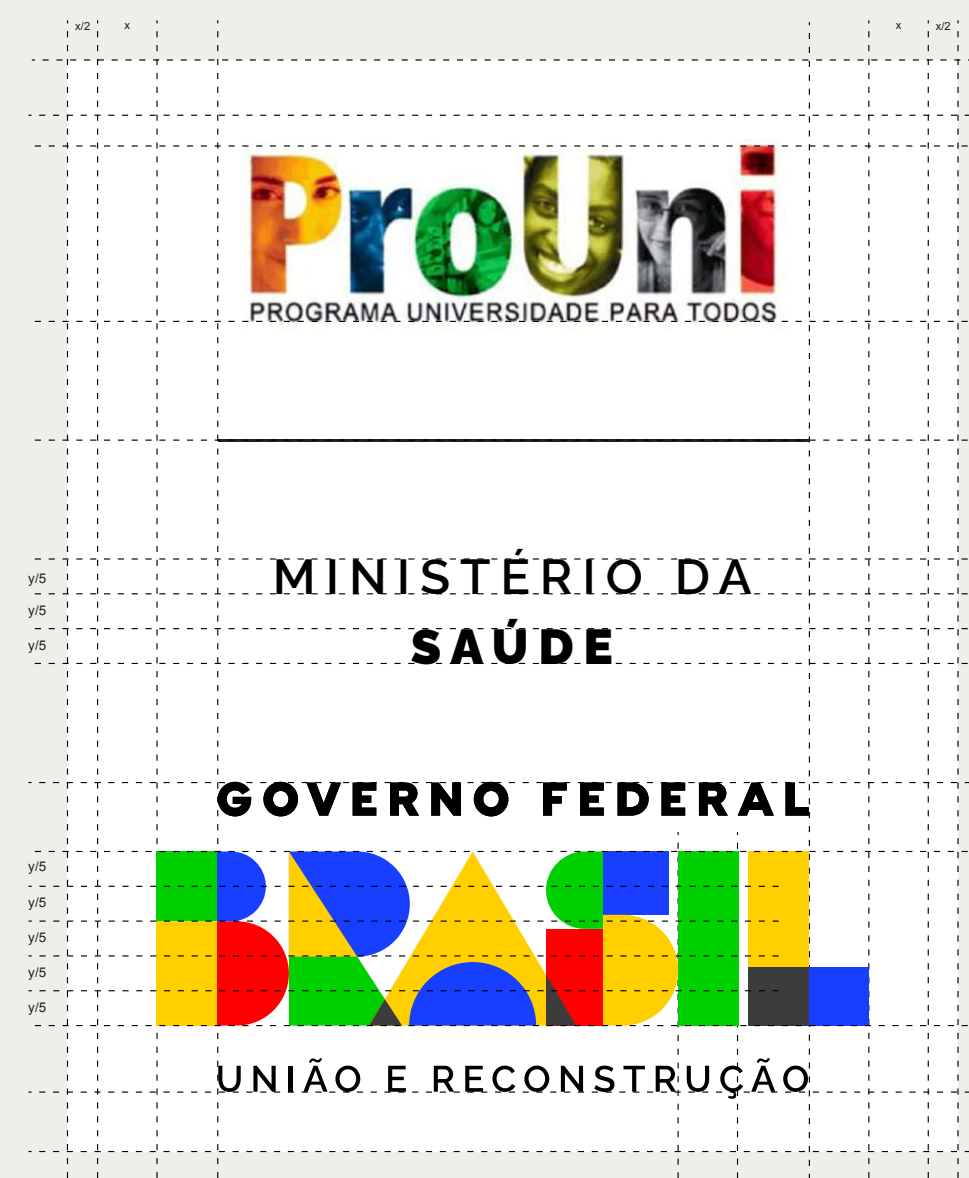 x/2 x x x/2
ProUni
PROGRAMA UNIVERSIDADE PARA TODOS
y/5
MINISTÉRIO DA
y/5
y/5
SAÚDE
GOVERNO FEDERAL
y/5
y/5
y/5
y/5
y/5
BRASIL
UNIÃO E RECONSTRUÇÃO